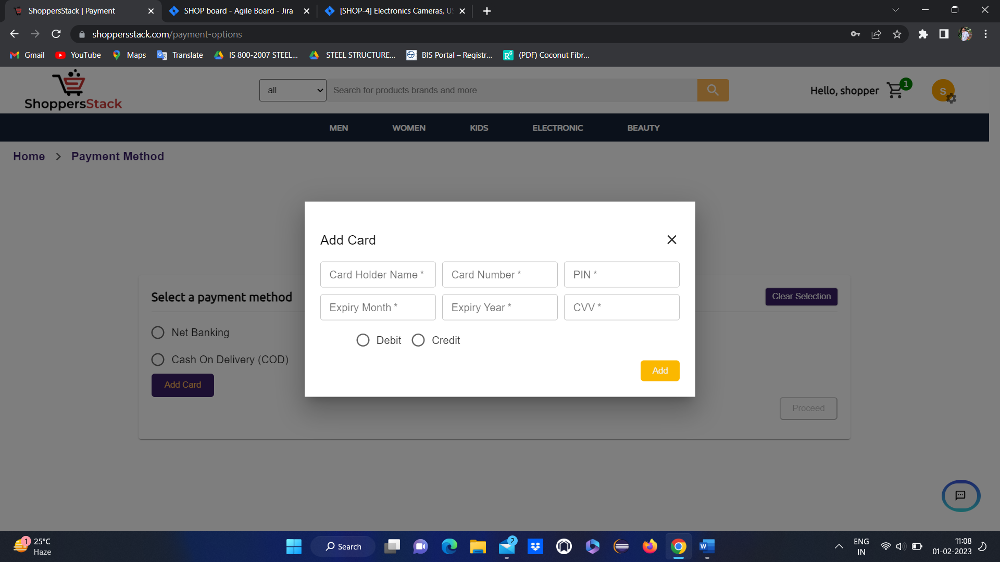 ShoppersStack | Payment
SHOP board - Agile Board - Jira
[SHOP-4] Electronics Cameras, US
shoppersstack.com/payment-options
Gmail
YouTube
Maps
Translate
IS 800-2007 STEEL...
STEEL STRUCTURE...
BIS Portal – Registr...
(PDF) Coconut Fibr...
ShoppersStack
all
Search for products brands and more
Hello, shopper
1
S
MEN
WOMEN
KIDS
ELECTRONIC
BEAUTY
Home > Payment Method
Add Card
Card Holder Name *
Card Number *
PIN *
Expiry Month *
Expiry Year *
CVV *
Debit
Credit
Add
Select a payment method
Clear Selection
Net Banking
Cash On Delivery (COD)
Add Card
Proceed
1
25°C
Haze
Search
2
W
ENG
IN
11:08
01-02-2023